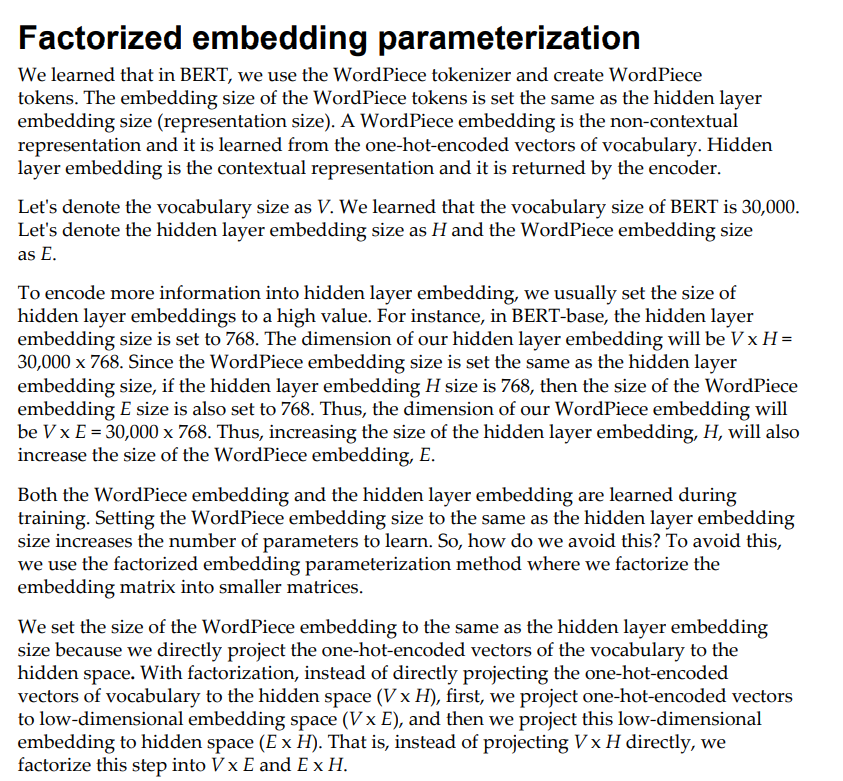 Factorized embedding parameterization
We learned that in BERT, we use the WordPiece tokenizer and create WordPiece
tokens. The embedding size of the WordPiece tokens is set the same as the hidden layer
embedding size (representation size). A WordPiece embedding is the non-contextual
representation and it is learned from the one-hot-encoded vectors of vocabulary. Hidden
layer embedding is the contextual representation and it is returned by the encoder.
Let's denote the vocabulary size as V. We learned that the vocabulary size of BERT is 30,000.
Let's denote the hidden layer embedding size as H and the WordPiece embedding size
as E.
To encode more information into hidden layer embedding, we usually set the size of
hidden layer embeddings to a high value. For instance, in BERT-base, the hidden layer
embedding size is set to 768. The dimension of our hidden layer embedding will be V x H =
30,000 x 768. Since the WordPiece embedding size is set the same as the hidden layer
embedding size, if the hidden layer embedding H size is 768, then the size of the WordPiece
embedding E size is also set to 768. Thus, the dimension of our WordPiece embedding will
be V x E = 30,000 x 768. Thus, increasing the size of the hidden layer embedding, H, will also
increase the size of the WordPiece embedding, E.
Both the WordPiece embedding and the hidden layer embedding are learned during
training. Setting the WordPiece embedding size to the same as the hidden layer embedding
size increases the number of parameters to learn. So, how do we avoid this? To avoid this,
we use the factorized embedding parameterization method where we factorize the
embedding matrix into smaller matrices.
We set the size of the WordPiece embedding to the same as the hidden layer embedding
size because we directly project the one-hot-encoded vectors of the vocabulary to the
hidden space. With factorization, instead of directly projecting the one-hot-encoded
vectors of vocabulary to the hidden space (V x H), first, we project one-hot-encoded vectors
to low-dimensional embedding space (V x E), and then we project this low-dimensional
embedding to hidden space (E x H). That is, instead of projecting V x H directly, we
factorize this step into V x E and E x H.